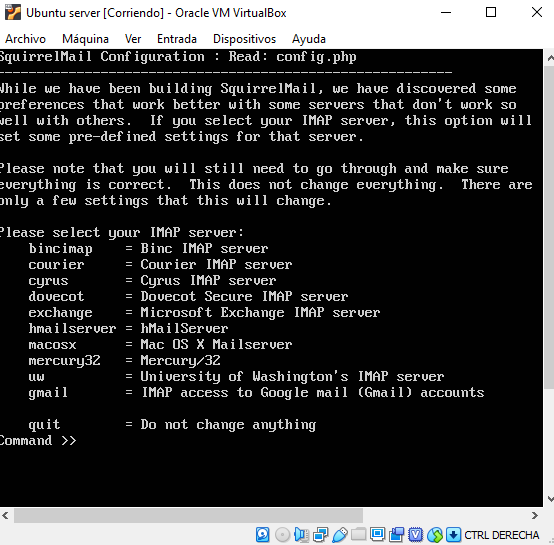 Ubuntu server [Corriendo] - Oracle VM VirtualBox
Archivo Máquina Ver Entrada Dispositivos Ayuda
SquirrelMail Configuration : Read: config.php
---------------------------------------------------------
While we have been building SquirrelMail, we have discovered some
preferences that work better with some servers that don't work so
well with others.  If you select your IMAP server, this option will
set some pre-defined settings for that server.

Please note that you will still need to go through and make sure
everything is correct.  This does not change everything.  There are
only a few settings that this will change.

Please select your IMAP server:
    bincimap    = Binc IMAP server
    courier     = Courier IMAP server
    cyrus       = Cyrus IMAP server
    dovecot     = Dovecot Secure IMAP server
    exchange    = Microsoft Exchange IMAP server
    hmailserver = hMailServer
    macosx      = Mac OS X Mailserver
    mercury32   = Mercury/32
    uw          = University of Washington's IMAP server
    gmail       = IMAP access to Google mail (Gmail) accounts

    quit        = Do not change anything
Command >>
CTRL DERECHA